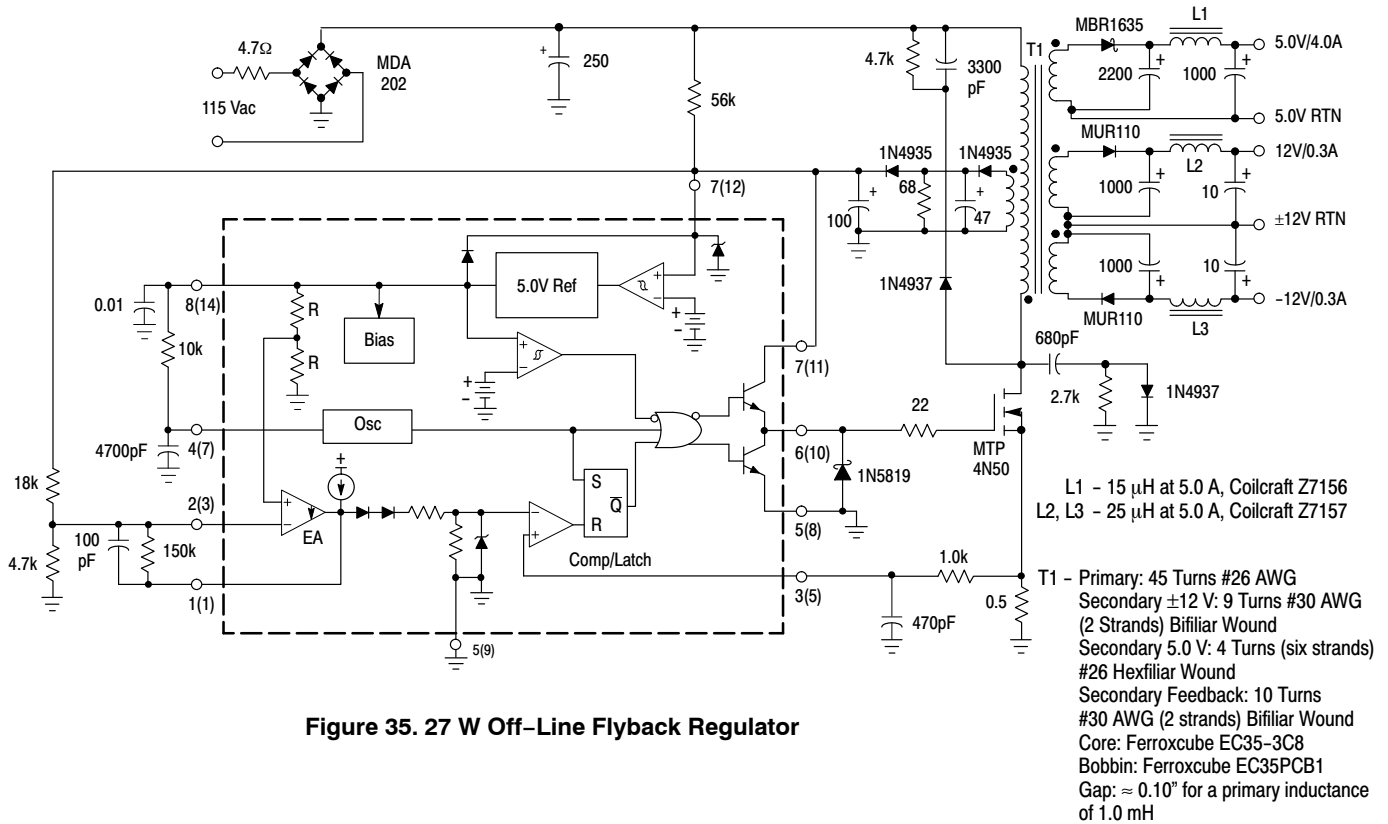 4.7Ω
MDA
202
115 Vac
+
250
56k
4.7k
3300
pF
T1
MBR1635
L1
5.0V/4.0A
2200
+
1000
+
5.0V RTN
MUR110
12V/0.3A
L2
1000
+
10
+
±12V RTN
1000
+
10
+
−12V/0.3A
MUR110
L3
1N4935
1N4935
7(12)
100
+
68
+
47
1N4937
680pF
2.7k
1N4937
0.01
8(14)
10k
R
R
Bias
5.0V Ref
+
−
+
−
+
−
+
−
7(11)
4700pF
4(7)
Osc
18k
2(3)
+
−
EA
+
S
Q
R
−
+
Comp/Latch
6(10)
22
1N5819
5(8)
MTP
4N50
4.7k
100
pF
150k
1(1)
5(9)
3(5)
1.0k
470pF
0.5
L1 − 15 μH at 5.0 A, Coilcraft Z7156
L2, L3 − 25 μH at 5.0 A, Coilcraft Z7157
T1 − Primary: 45 Turns #26 AWG
Secondary ±12 V: 9 Turns #30 AWG
(2 Strands) Bifiliar Wound
Secondary 5.0 V: 4 Turns (six strands)
#26 Hexfiliar Wound
Secondary Feedback: 10 Turns
#30 AWG (2 strands) Bifiliar Wound
Core: Ferroxcube EC35−3C8
Bobbin: Ferroxcube EC35PCB1
Gap: ≈ 0.10” for a primary inductance
of 1.0 mH
Figure 35. 27 W Off−Line Flyback Regulator